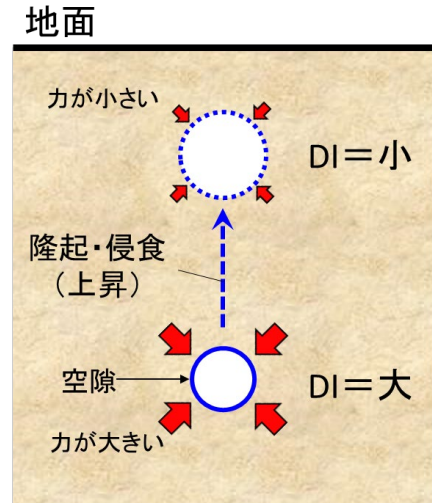 地面
力が小さい
DI＝小
隆起・侵食
（上昇）
空隙
DI＝大
力が大きい